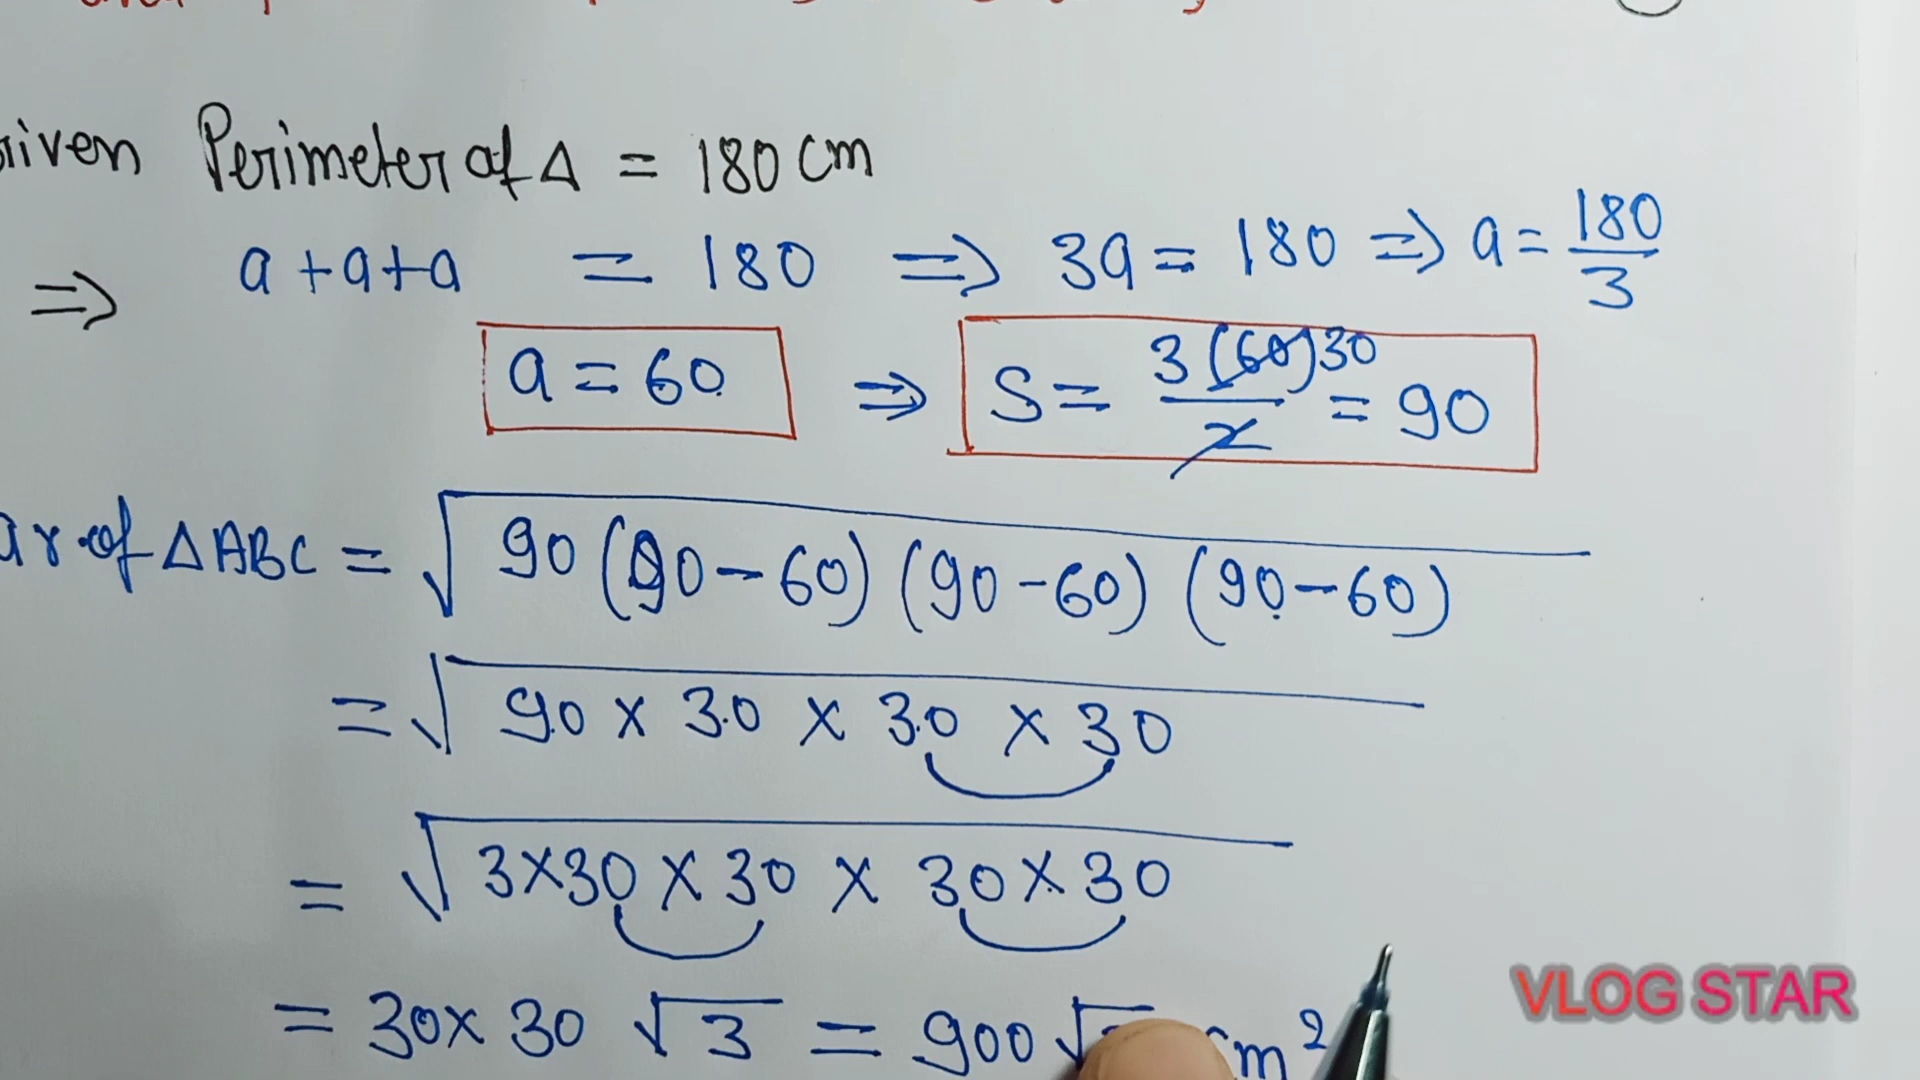 Perimeter of Δ = 180 cm
⇒ a + a + a = 180 ⇒ 3a = 180 ⇒ a = 180/3
a = 60 ⇒ S = 3(60)30/2 = 90
ar of ΔABC = √90 (90 - 60) (90 - 60) (90 - 60)
= √90 × 30 × 30 × 30
= √3 × 30 × 30 × 30 × 30
= 30 × 30 √3 = 900 √ cm²
VLOG STAR